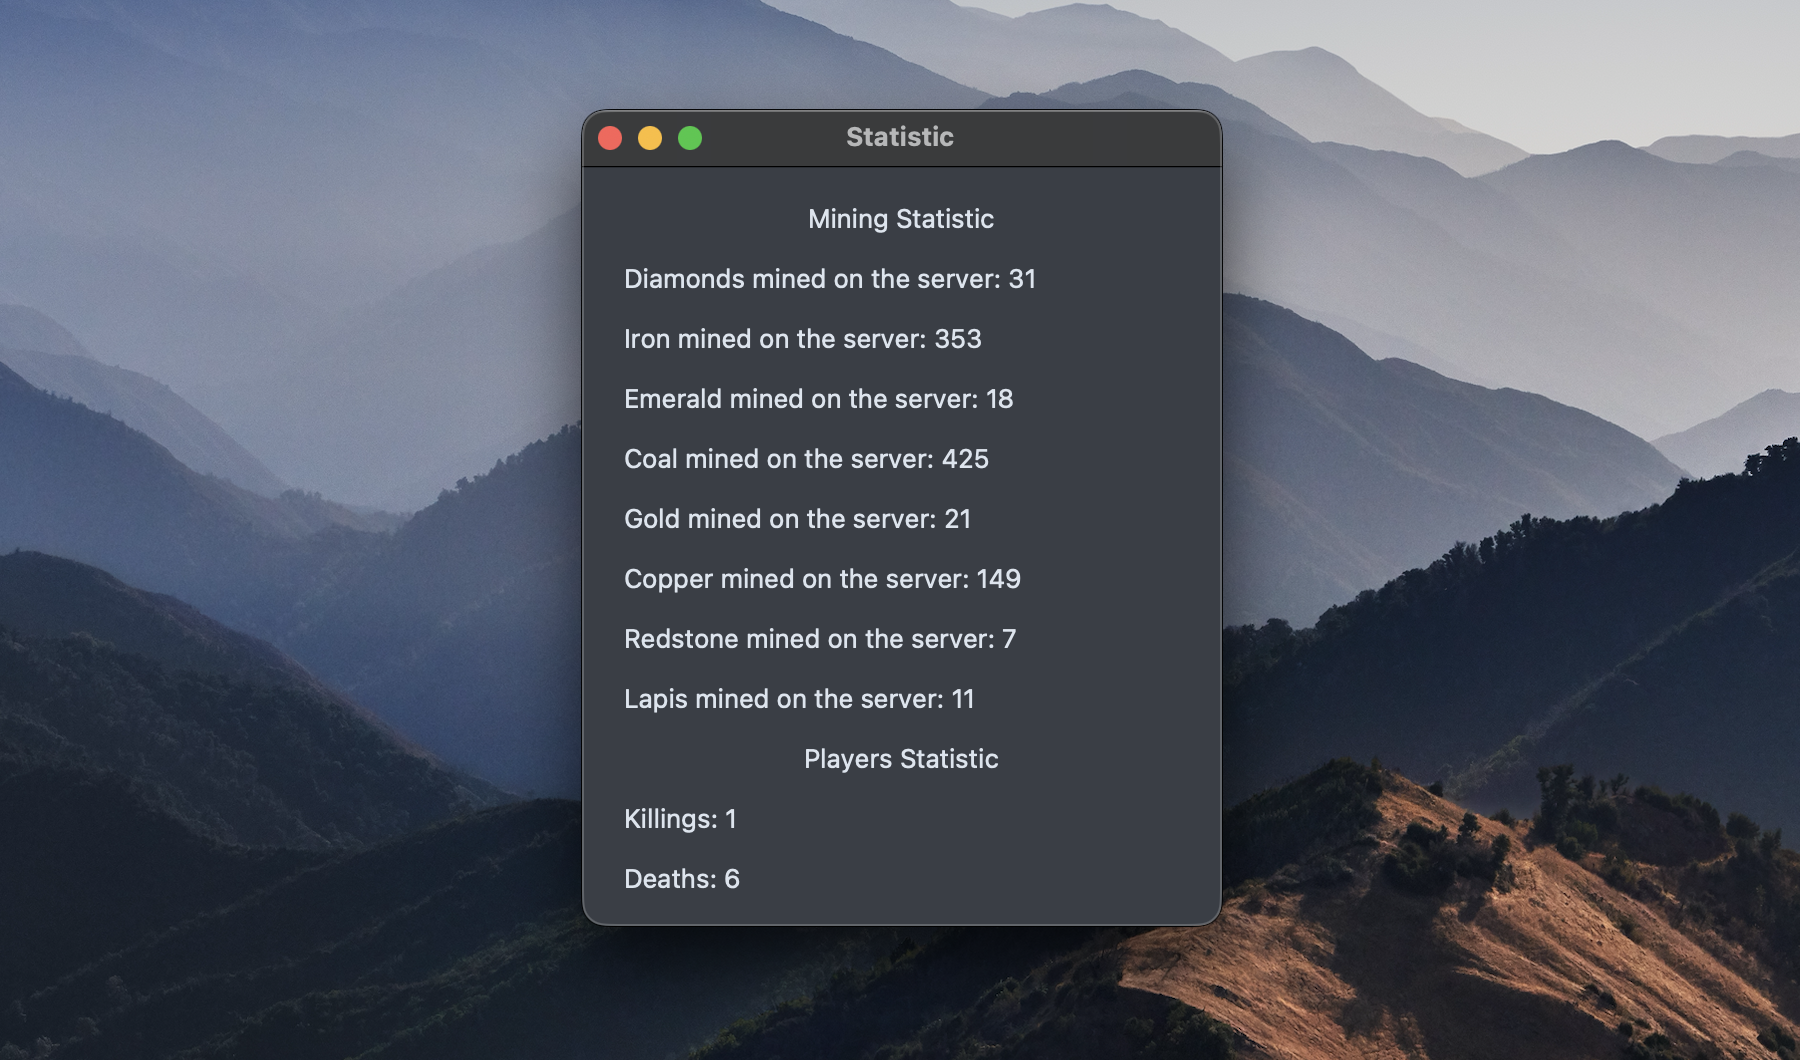 Statistic
Mining Statistic
Diamonds mined on the server: 31
Iron mined on the server: 353
Emerald mined on the server: 18
Coal mined on the server: 425
Gold mined on the server: 21
Copper mined on the server: 149
Redstone mined on the server: 7
Lapis mined on the server: 11
Players Statistic
Killings: 1
Deaths: 6